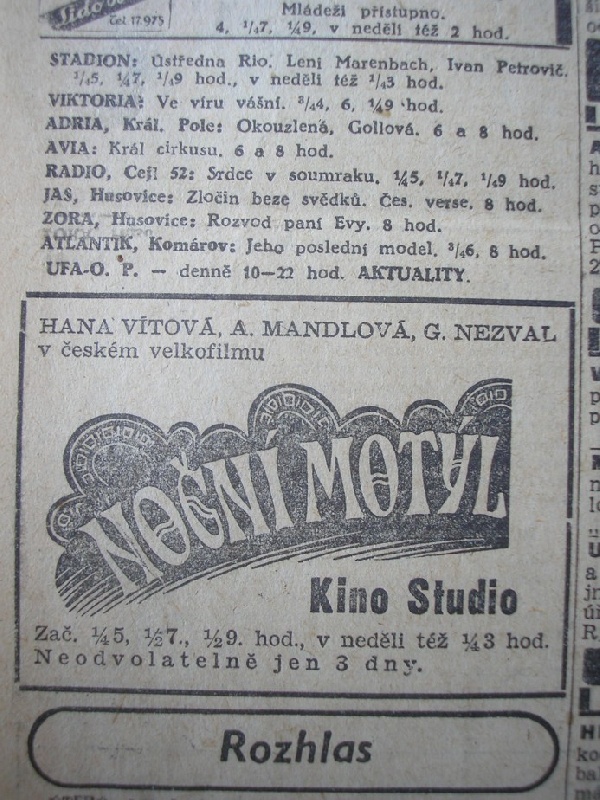 čet. 17.975
Mládeži přístupno.
4, ¹/₄7, ¹/₂9, v neděli též 2 hod.
STADION: Ústředna Rio. Leni Marenbach, Ivan Petrovič.
¹/₄5, ¹/₂7, ¹/₂9 hod., v neděli též ¹/₄3 hod.
VIKTORIA: Ve víru vášní. ³/₄4, 6, ¹/₂9 hod.
ADRIA, Král. Pole: Okouzlená, Gollová. 6 a 8 hod.
AVIA: Král cirkusu. 6 a 8 hod.
RADIO, Cejl 52: Srdce v soumraku. ¹/₄5, ¹/₄7, ¹/₂9 hod.
JAS, Husovice: Zločin beze svědků. Čes. verse. 8 hod.
ZORA, Husovice: Rozvod paní Evy. 8 hod.
ATLANTIK, Komárov: Jeho poslední model. ³/₄6, 8 hod.
UFA-O. P. — denně 10—22 hod. AKTUALITY.
HANA VÍTOVÁ, A. MANDLOVÁ, G. NEZVAL
v českém velkofilmu
NOČNÍ MOTÝL
Kino Studio
Zač. ¼5, ½7., ½9. hod., v neděli též ¼3 hod.
Neodvolatelně jen 3 dny.
Rozhlas